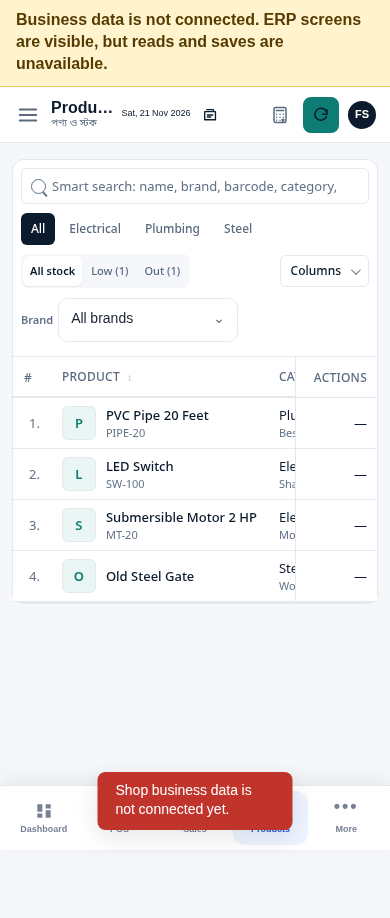 Business data is not connected. ERP screens
are visible, but reads and saves are
unavailable.
Produ...
Sat, 21 Nov 2026
FS
পণ্য ও স্টক
Smart search: name, brand, barcode, category,
All Electrical Plumbing Steel
All stock Low (1) Out (1) Columns
Brand All brands
# PRODUCT CA ACTIONS
1. P PVC Pipe 20 Feet Plu —
PIPE-20 Bes
2. L LED Switch Ele —
SW-100 Sha
3. S Submersible Motor 2 HP Ele —
MT-20 Mo
4. O Old Steel Gate Ste —
Wo
Shop business data is
not connected yet.
Dashboard Sales Products More